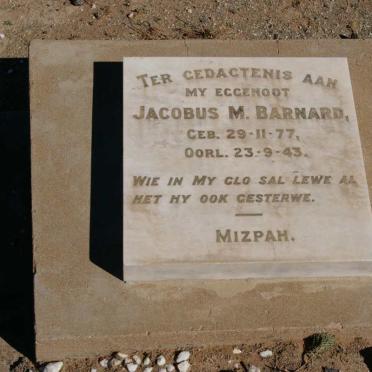 TER GEDAGTENIS AAN
MY EGGENOOT
JACOBUS M. BARNARD,
GEB. 29-11-77,
OORL. 23-9-43.
WIE IN MY GLO SAL LEWE AL
HET HY OOK GESTERWE.
MIZPAH.